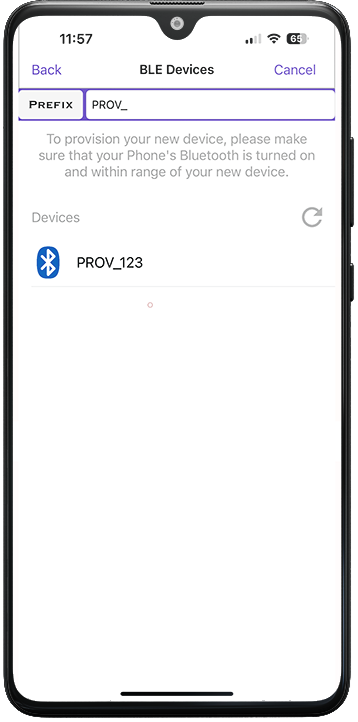 11:57 65
Back BLE Devices Cancel
PREFIX PROV_
To provision your new device, please make
sure that your Phone's Bluetooth is turned on
and within range of your new device.
Devices
PROV_123